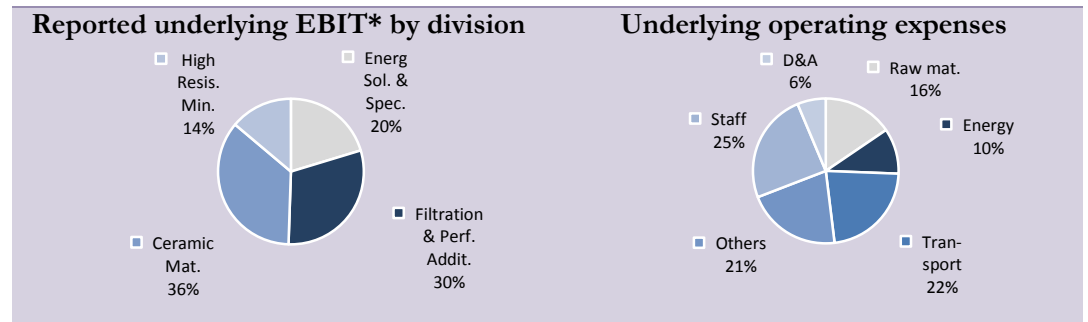 Reported underlying EBIT* by division
High
Resis.
Min.
14%
Energ
Sol. &
Spec.
20%
Ceramic
Mat.
36%
Filtration
& Perf.
Addit.
30%
Underlying operating expenses
D&A
6%
Raw mat.
16%
Staff
25%
Energy
10%
Others
21%
Tran-
sport
22%